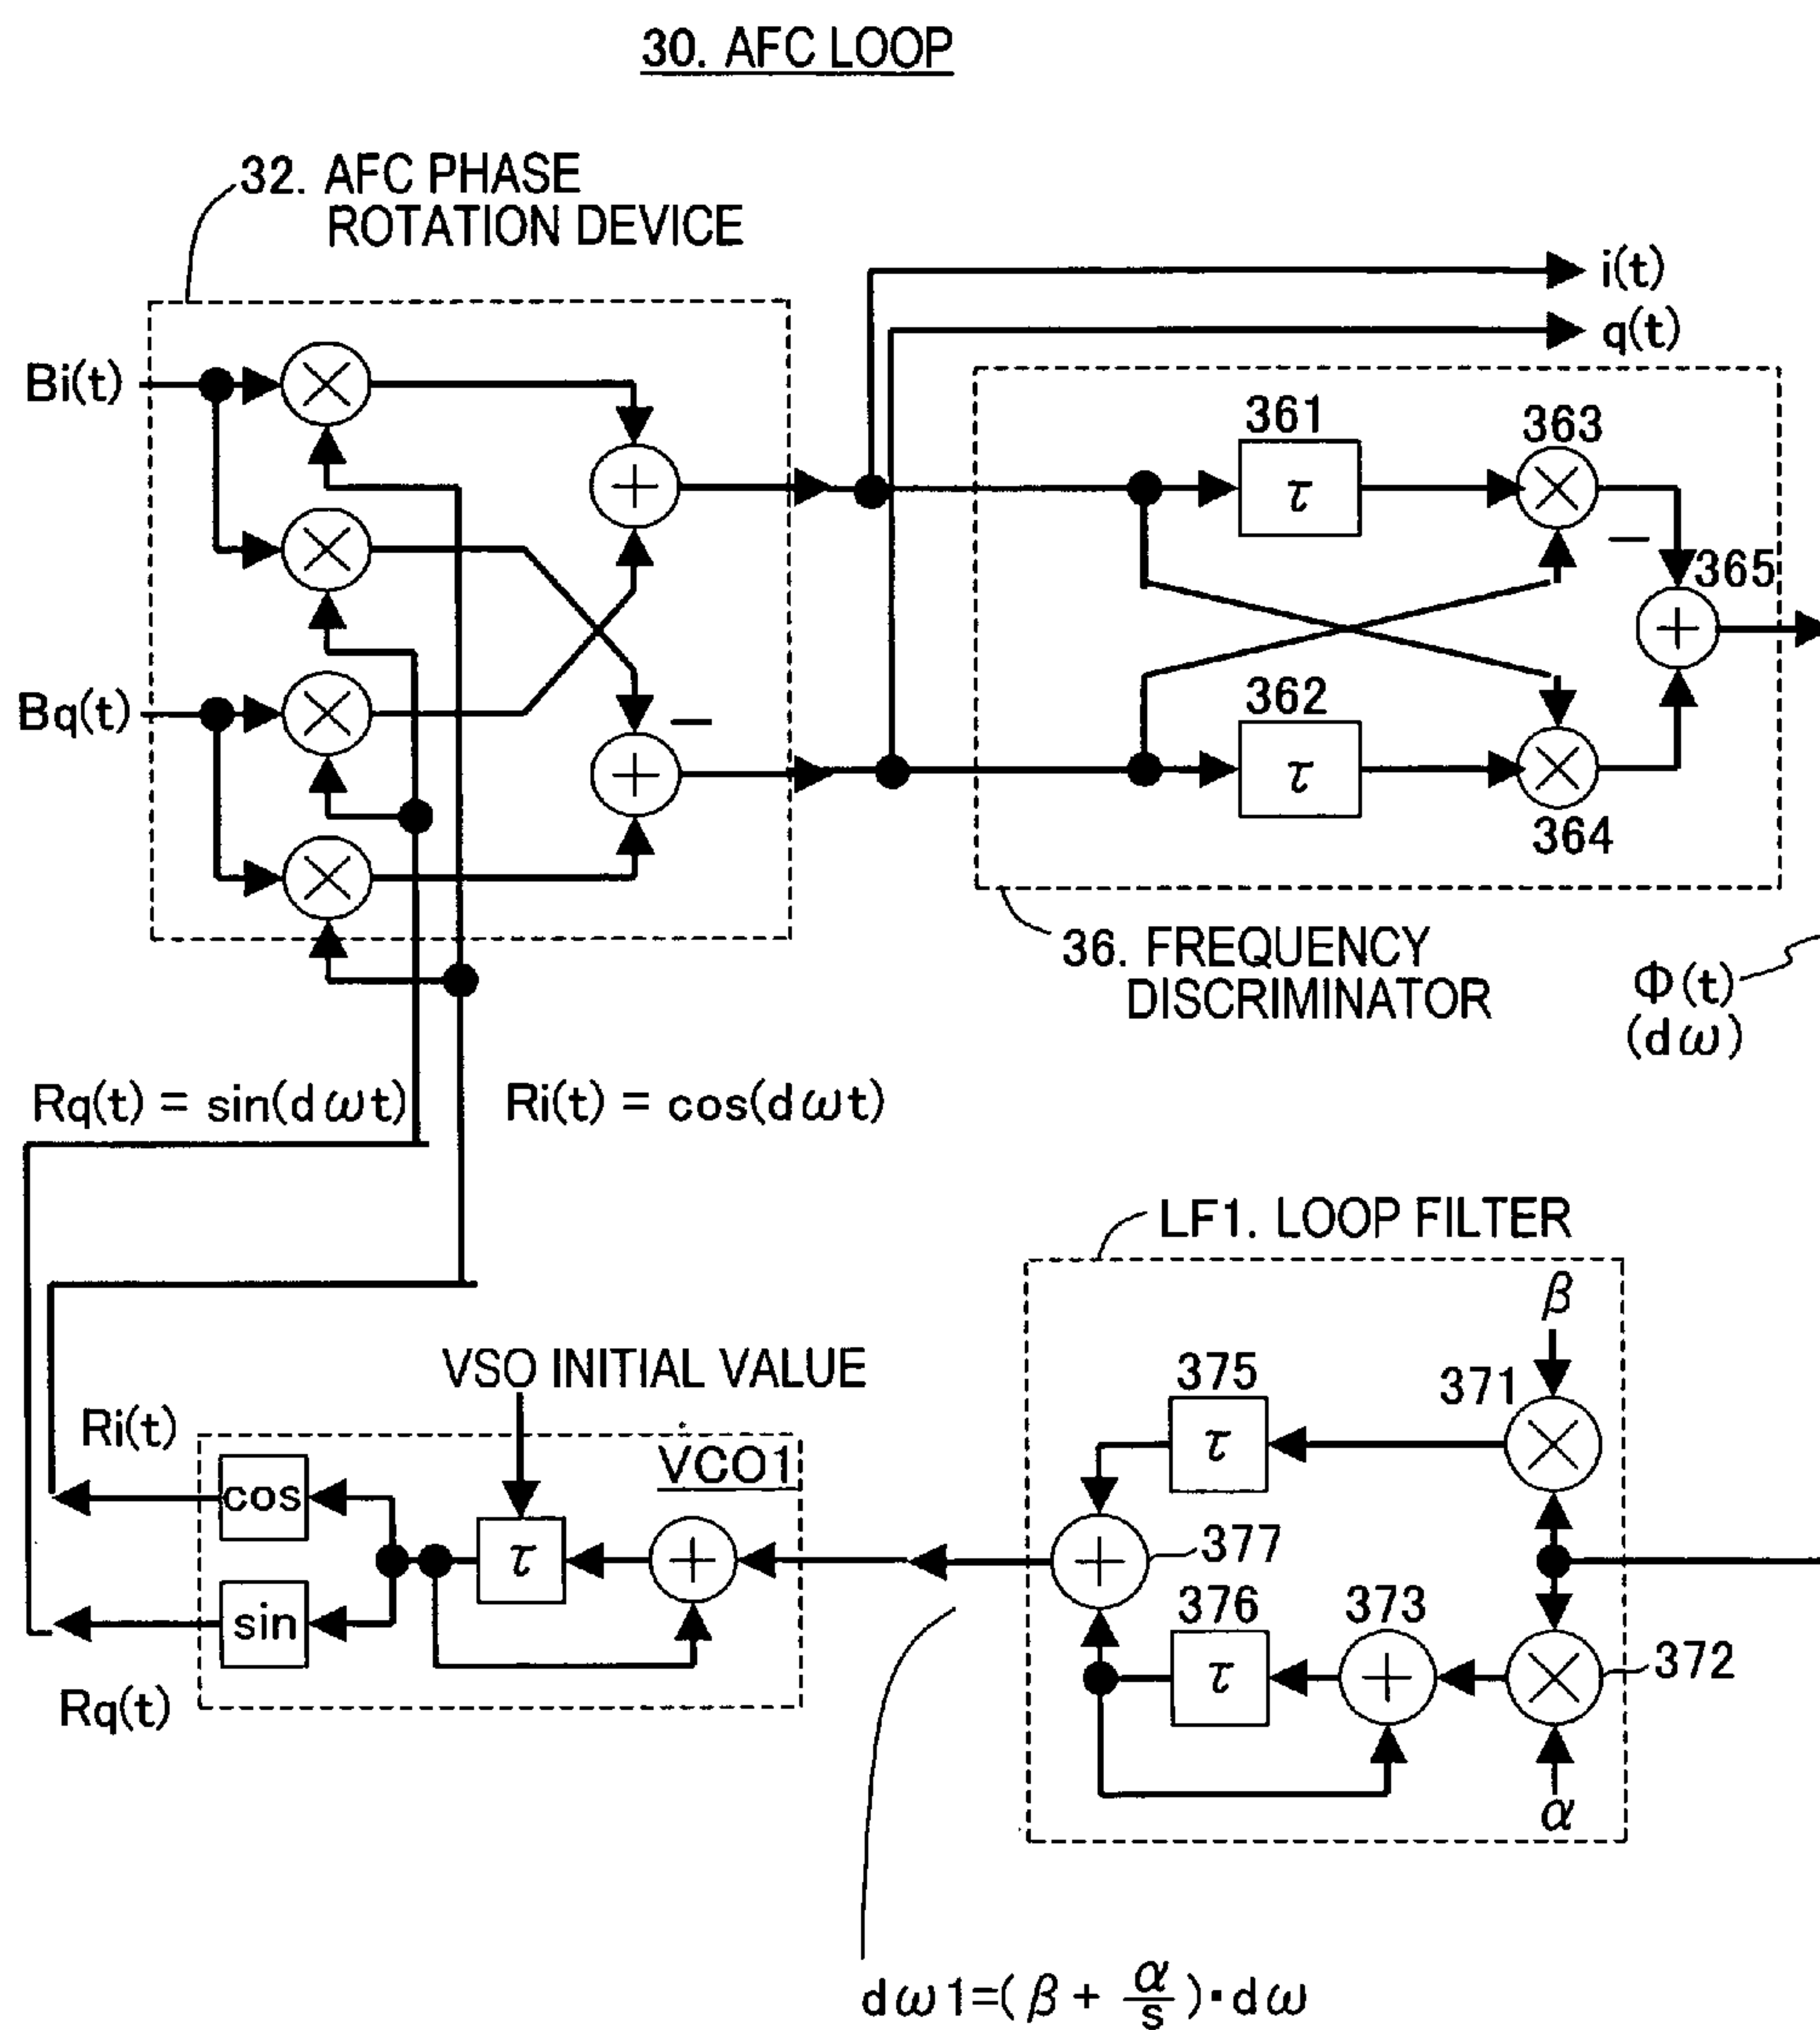 30. AFC LOOP
32. AFC PHASE
ROTATION DEVICE
i(t)
q(t)
Bi(t)
Bq(t)
361
τ
363
−
365
362
τ
364
−
36. FREQUENCY
DISCRIMINATOR
Φ(t)
(dω)
Rq(t) = sin(dωt)
Ri(t) = cos(dωt)
LF1. LOOP FILTER
β
371
375
τ
VSO INITIAL VALUE
VCO1
Ri(t)
cos
τ
sin
Rq(t)
377
376
τ
373
372
α
dω1=(β + α/s)·dω